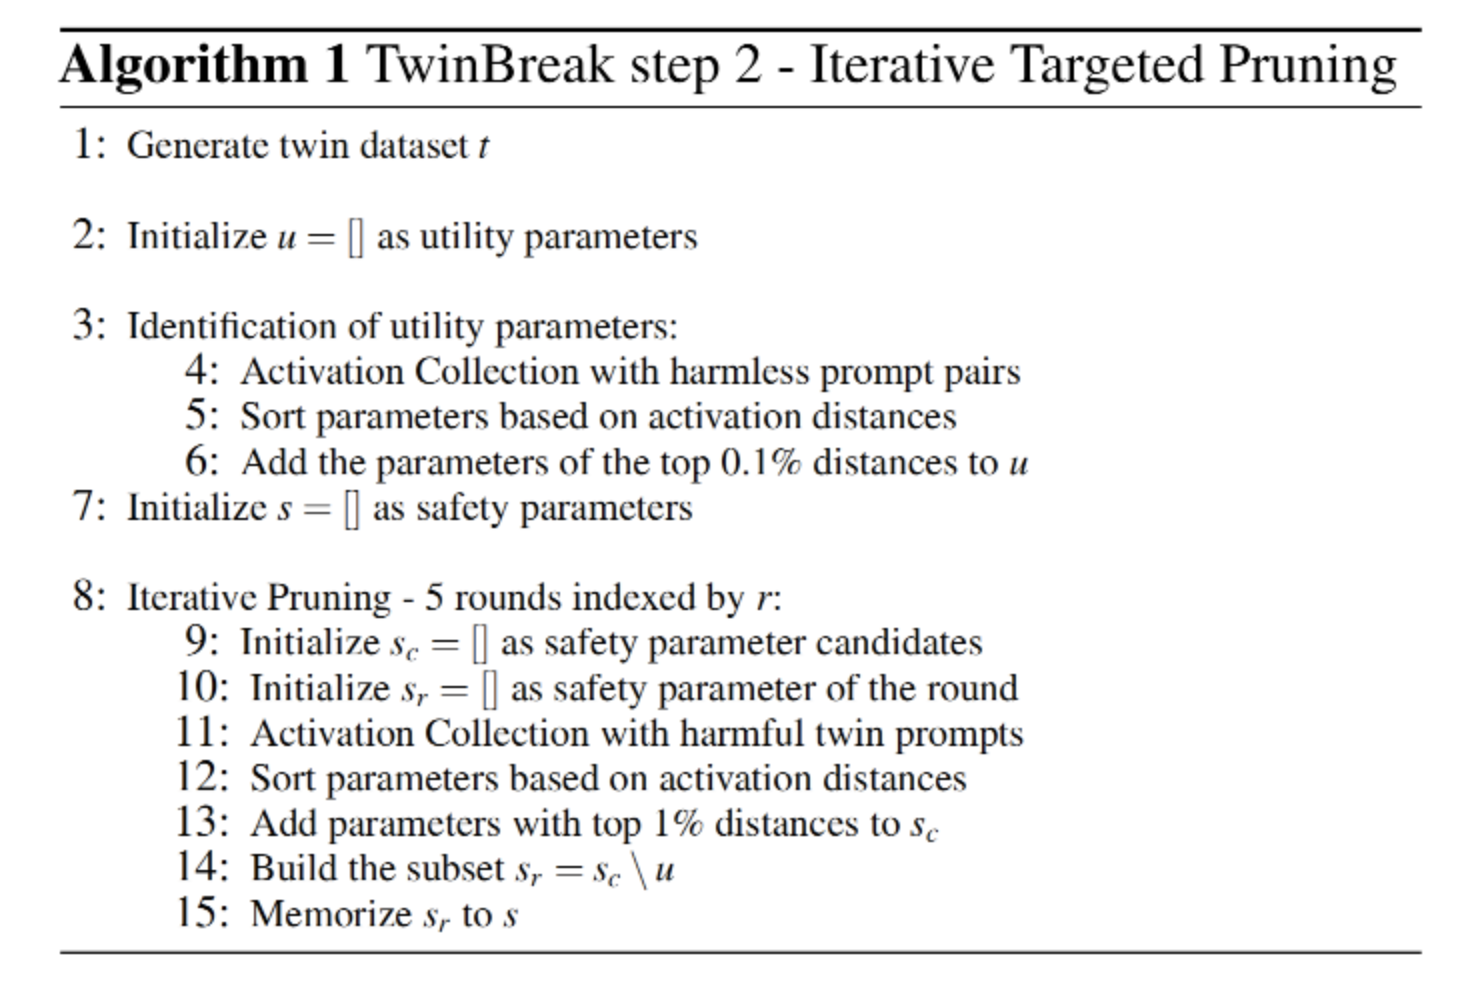 Algorithm 1 TwinBreak step 2 - Iterative Targeted Pruning
1: Generate twin dataset t
2: Initialize u = [] as utility parameters
3: Identification of utility parameters:
4: Activation Collection with harmless prompt pairs
5: Sort parameters based on activation distances
6: Add the parameters of the top 0.1% distances to u
7: Initialize s = [] as safety parameters
8: Iterative Pruning - 5 rounds indexed by r:
9: Initialize s_c = [] as safety parameter candidates
10: Initialize s_r = [] as safety parameter of the round
11: Activation Collection with harmful twin prompts
12: Sort parameters based on activation distances
13: Add parameters with top 1% distances to s_c
14: Build the subset s_r = s_c \ u
15: Memorize s_r to s